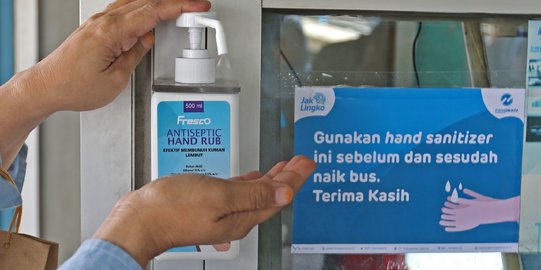 500 ml
Fresco
ANTISEPTIC
HAND RUB
EFEKTIF MEMBUNUH KUMAN
LEMBUT
Jak
Lingko
transjakarta
Gunakan hand sanitizer
ini sebelum dan sesudah
naik bus.
Terima Kasih